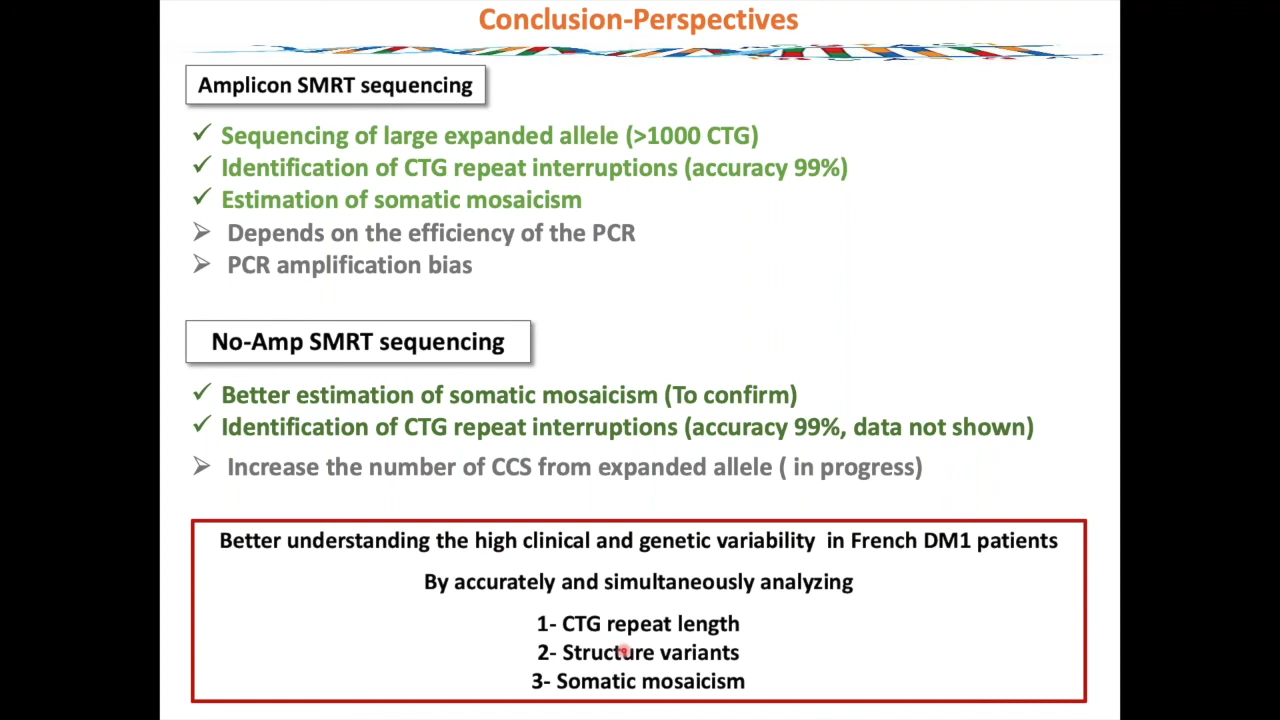 Conclusion-Perspectives
Amplicon SMRT sequencing
✓ Sequencing of large expanded allele (>1000 CTG)
✓ Identification of CTG repeat interruptions (accuracy 99%)
✓ Estimation of somatic mosaicism
➢ Depends on the efficiency of the PCR
➢ PCR amplification bias
No-Amp SMRT sequencing
✓ Better estimation of somatic mosaicism (To confirm)
✓ Identification of CTG repeat interruptions (accuracy 99%, data not shown)
➢ Increase the number of CCS from expanded allele ( in progress)
Better understanding the high clinical and genetic variability in French DM1 patients
By accurately and simultaneously analyzing
1- CTG repeat length
2- Structure variants
3- Somatic mosaicism